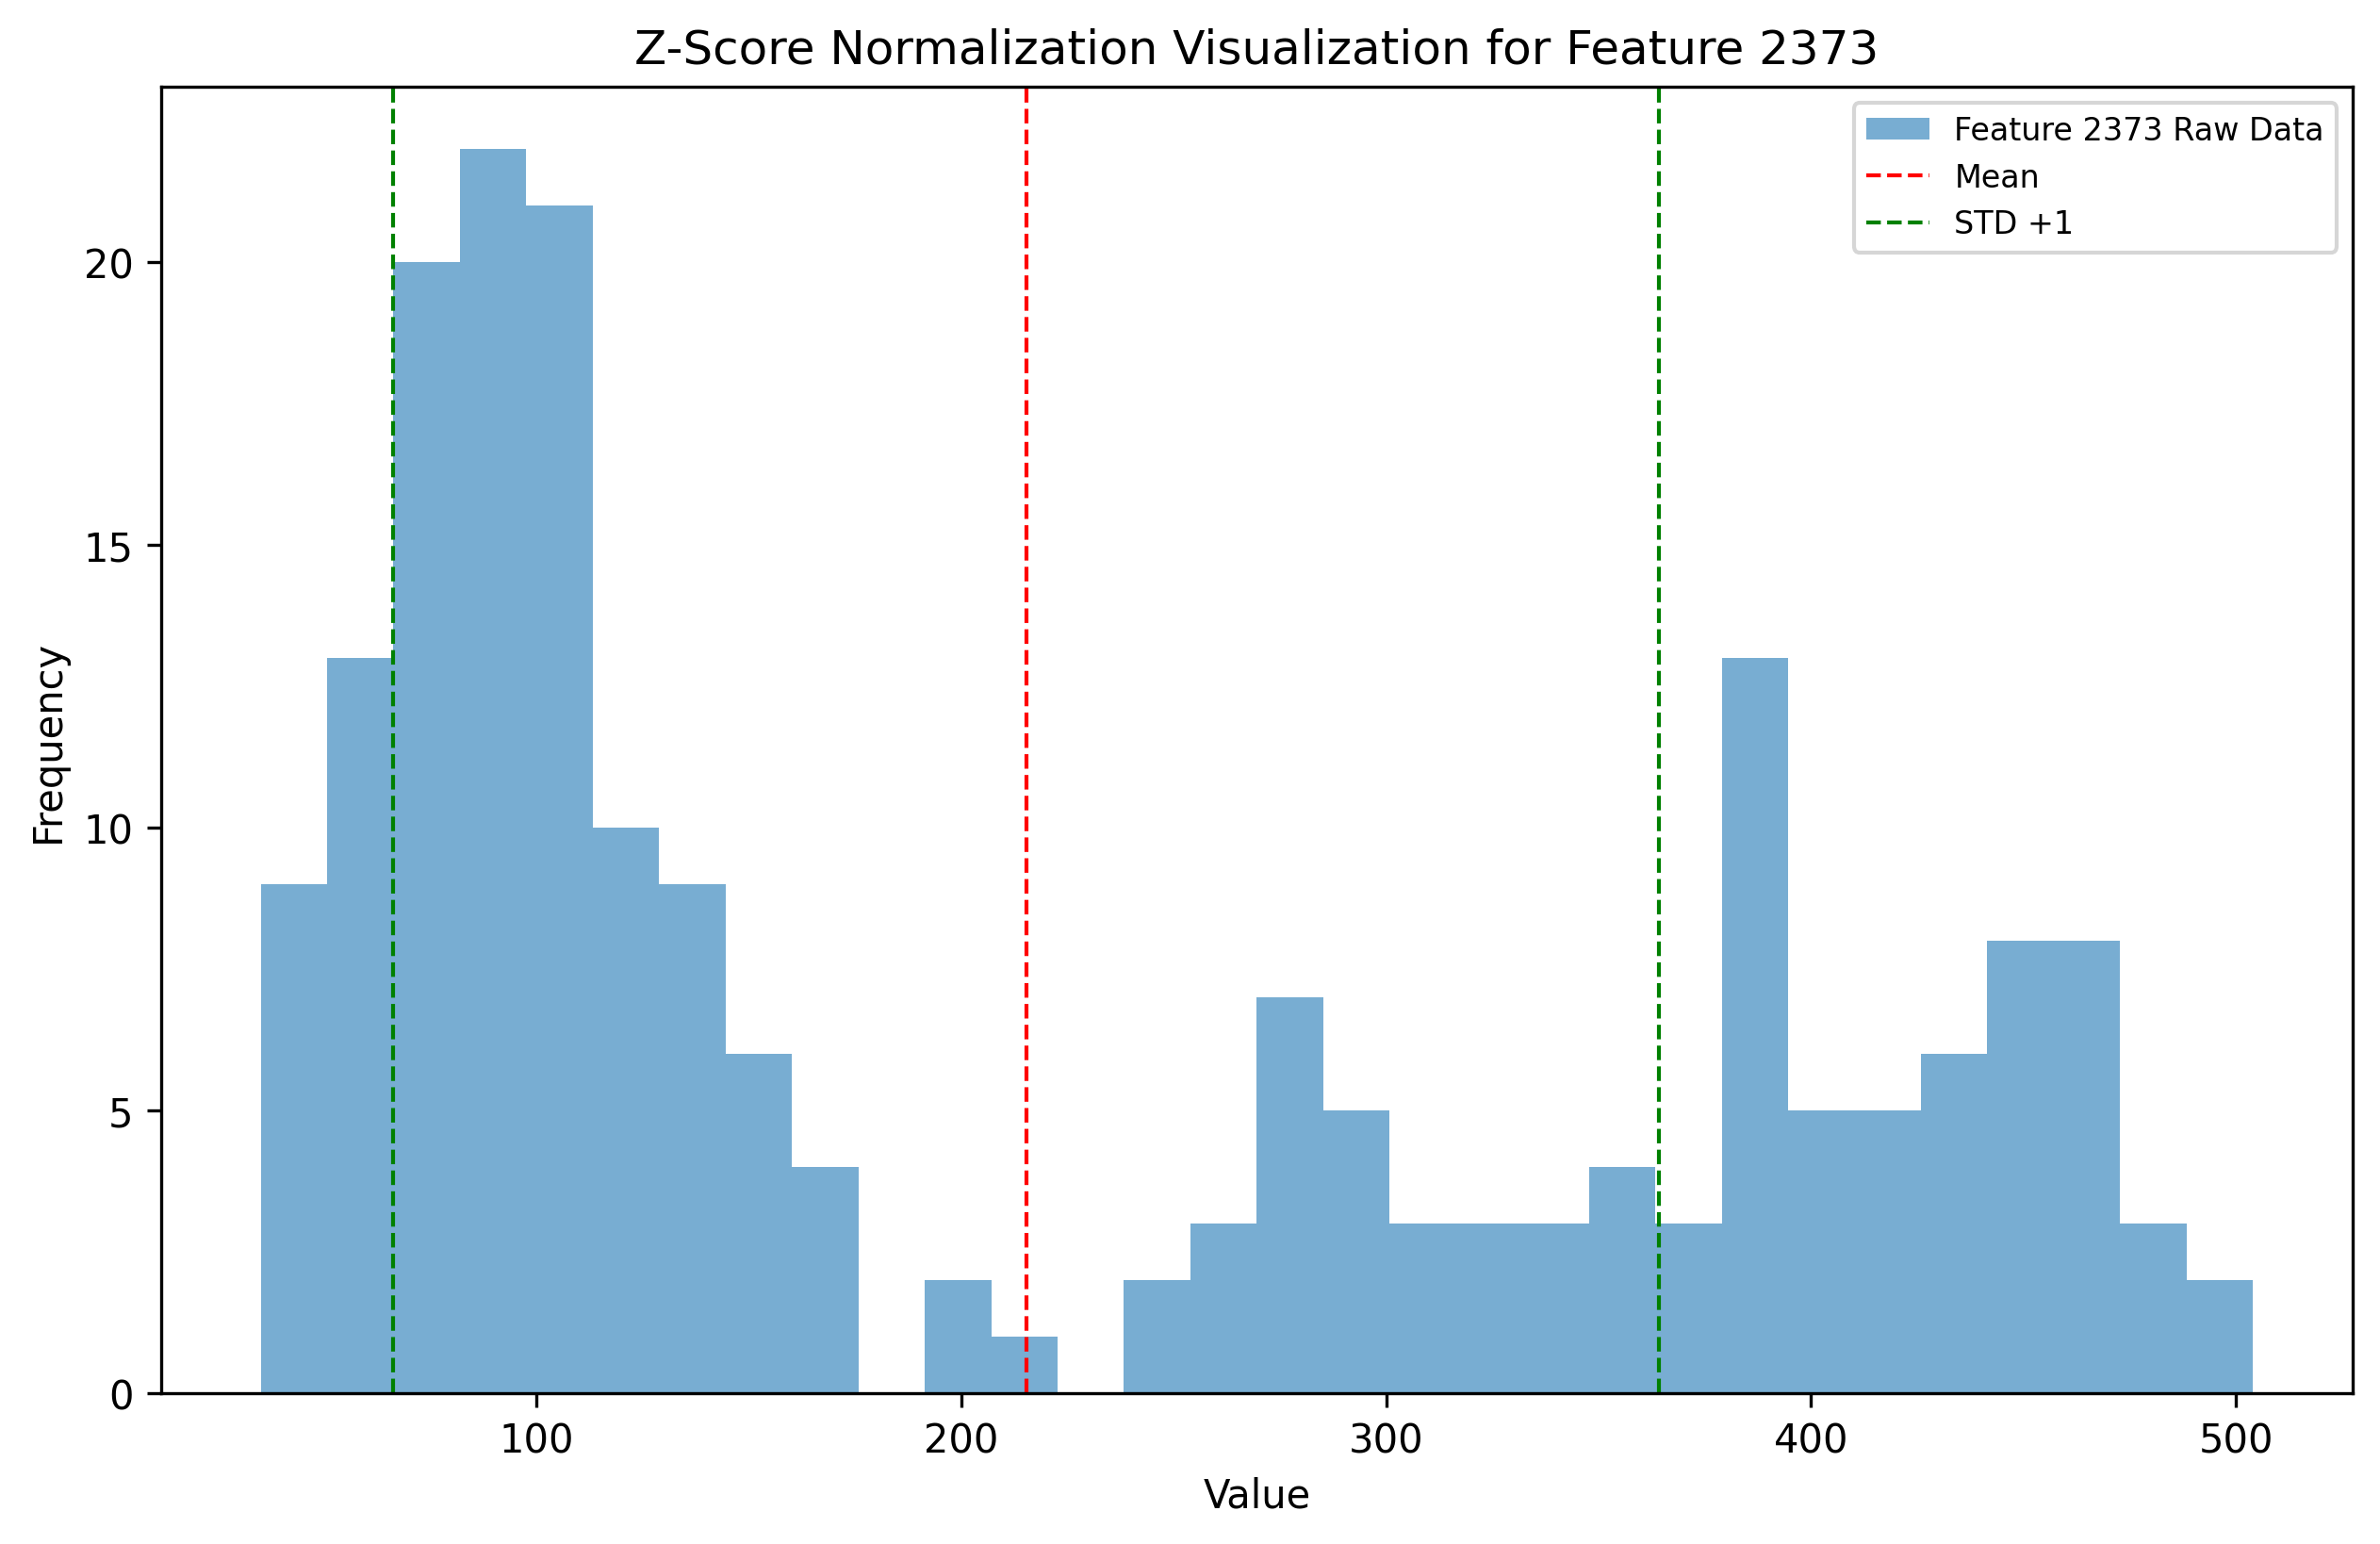 Z-Score Normalization Visualization for Feature 2373
Feature 2373 Raw Data
Mean
STD +1
20
15
10
5
0
Frequency
100 200 300 400 500
Value